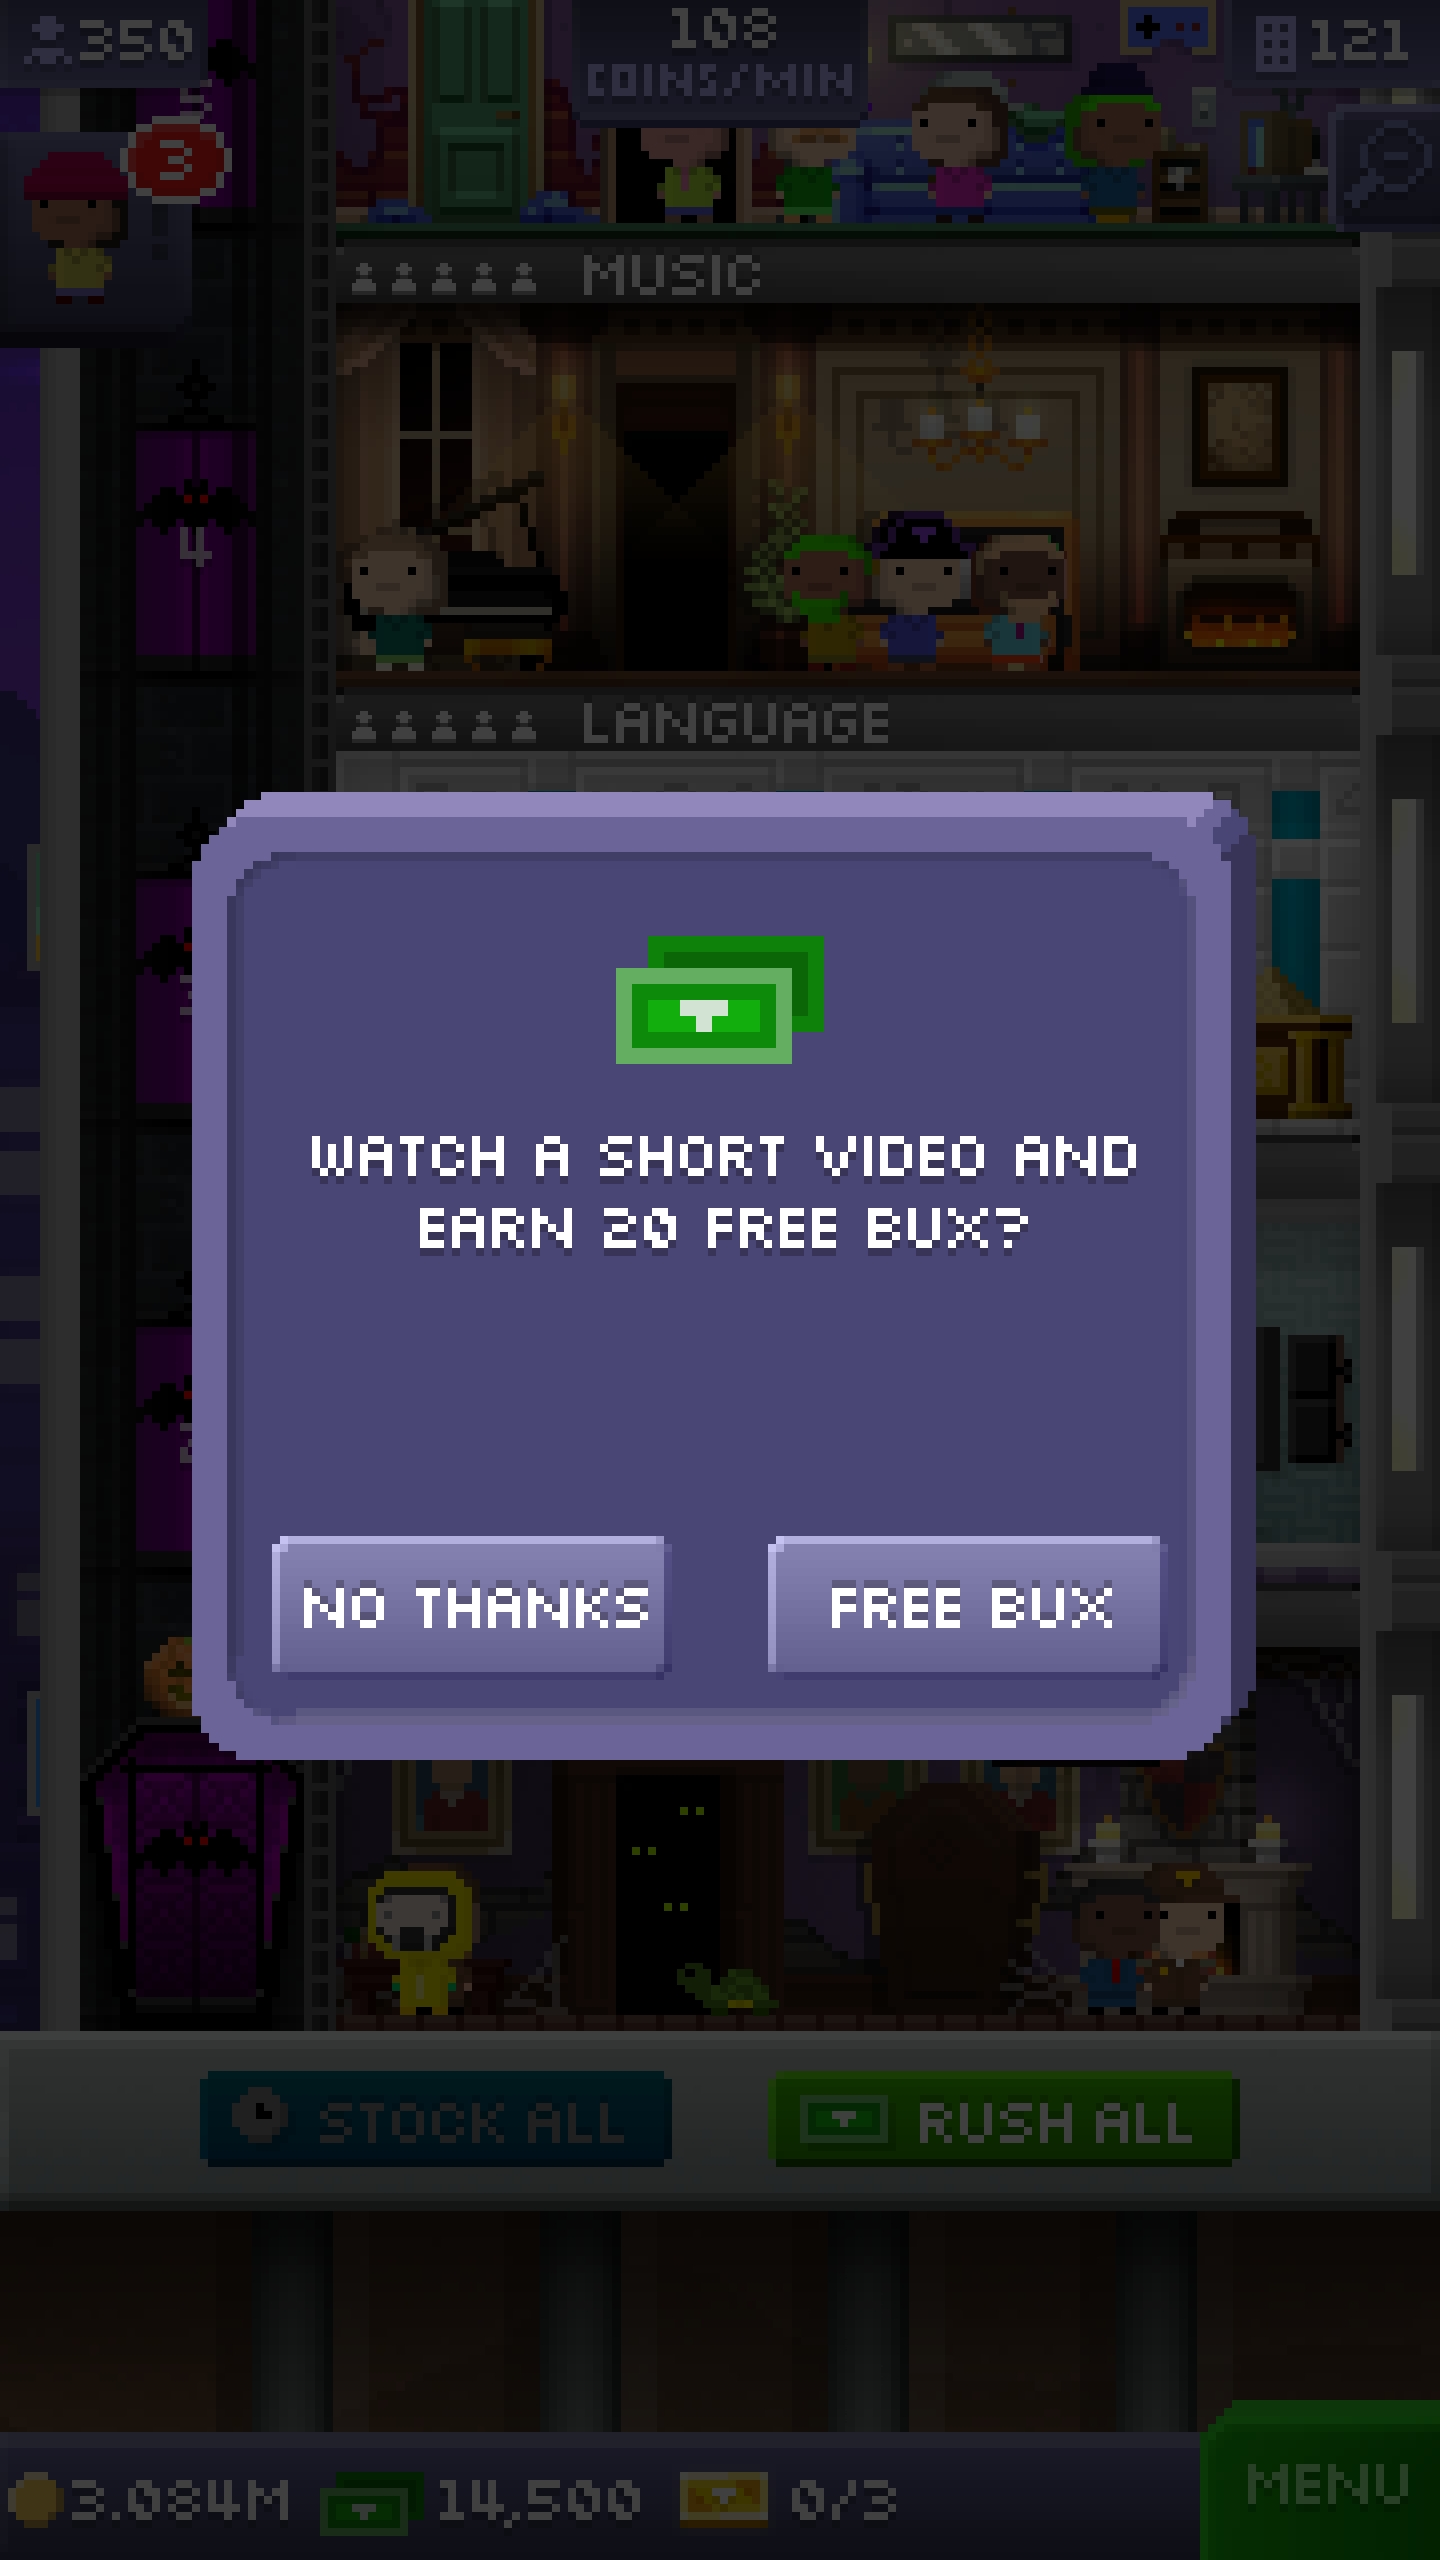 350
108
COINS/MIN
121
3
MUSIC
4
LANGUAGE
WATCH A SHORT VIDEO AND
EARN 20 FREE BUX?
NO THANKS
FREE BUX
STOCK ALL
RUSH ALL
3.084M
14,500
0/3
MENU